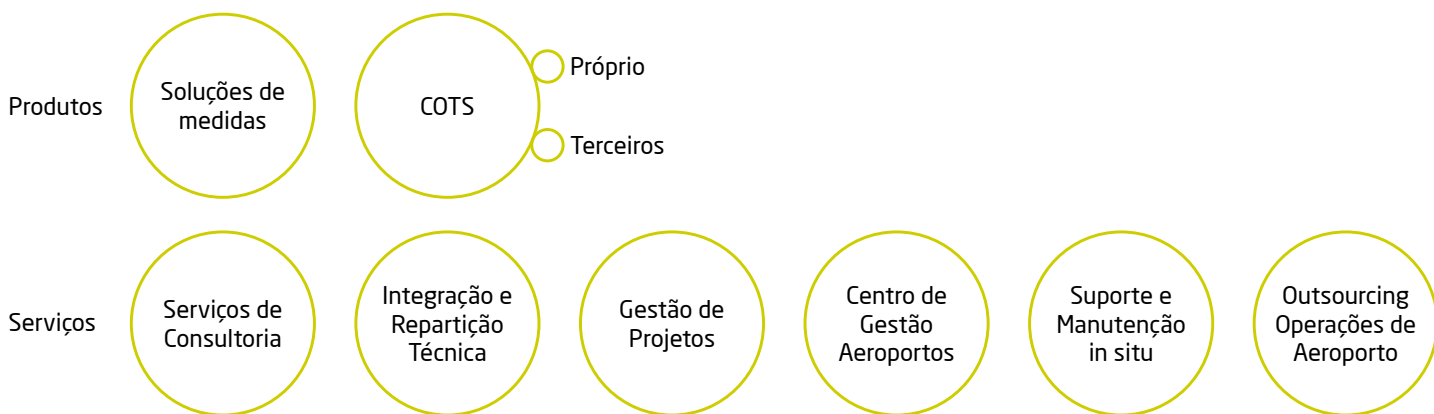 Produtos
Soluções de
medidas
COTS
Próprio
Terceiros
Serviços
Serviços de
Consultoria
Integração e
Repartição
Técnica
Gestão de
Projetos
Centro de
Gestão
Aeroportos
Suporte e
Manutenção
in situ
Outsourcing
Operações de
Aeroporto